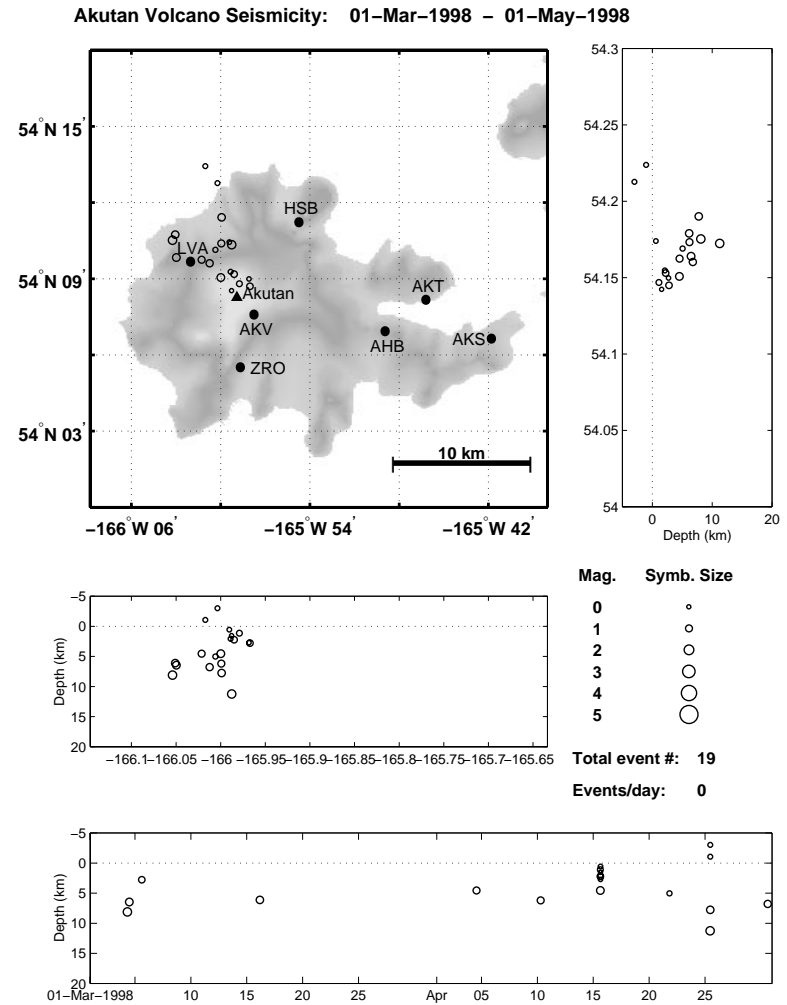 Akutan Volcano Seismicity: 01−Mar−1998 − 01−May−1998
54°N 15'
54°N 09'
54°N 03'
−166°W 06'
−165°W 54'
−165°W 42'
HSB
LVA
Akutan
AKT
AKV
AHB
AKS
ZRO
10 km
54.3
54.25
54.2
54.15
54.1
54.05
54
0 10 20
Depth (km)
Depth (km)
−5
0
5
10
15
20
−166.1 −166.05 −166 −165.95 −165.9 −165.85 −165.8 −165.75 −165.7 −165.65
Mag. Symb. Size
0
1
2
3
4
5
Total event #: 19
Events/day: 0
Depth (km)
−5
0
5
10
15
20
01−Mar−1998 10 15 20 25 Apr 05 10 15 20 25